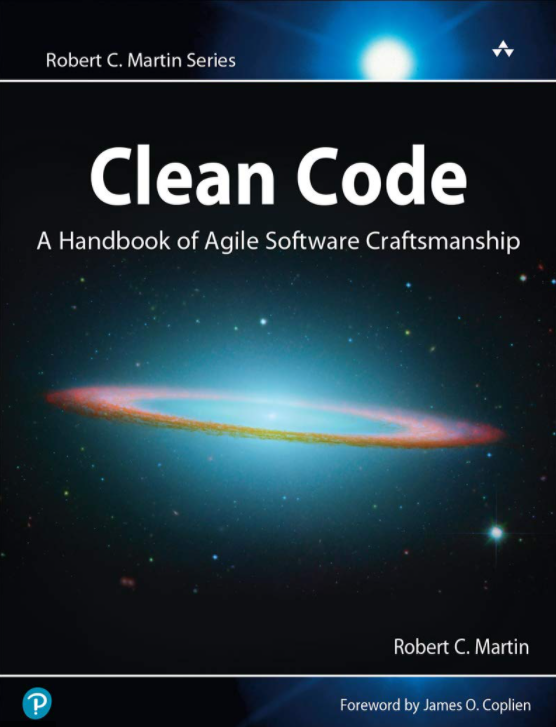 Robert C. Martin Series
Clean Code
A Handbook of Agile Software Craftsmanship
Robert C. Martin
Foreword by James O. Coplien